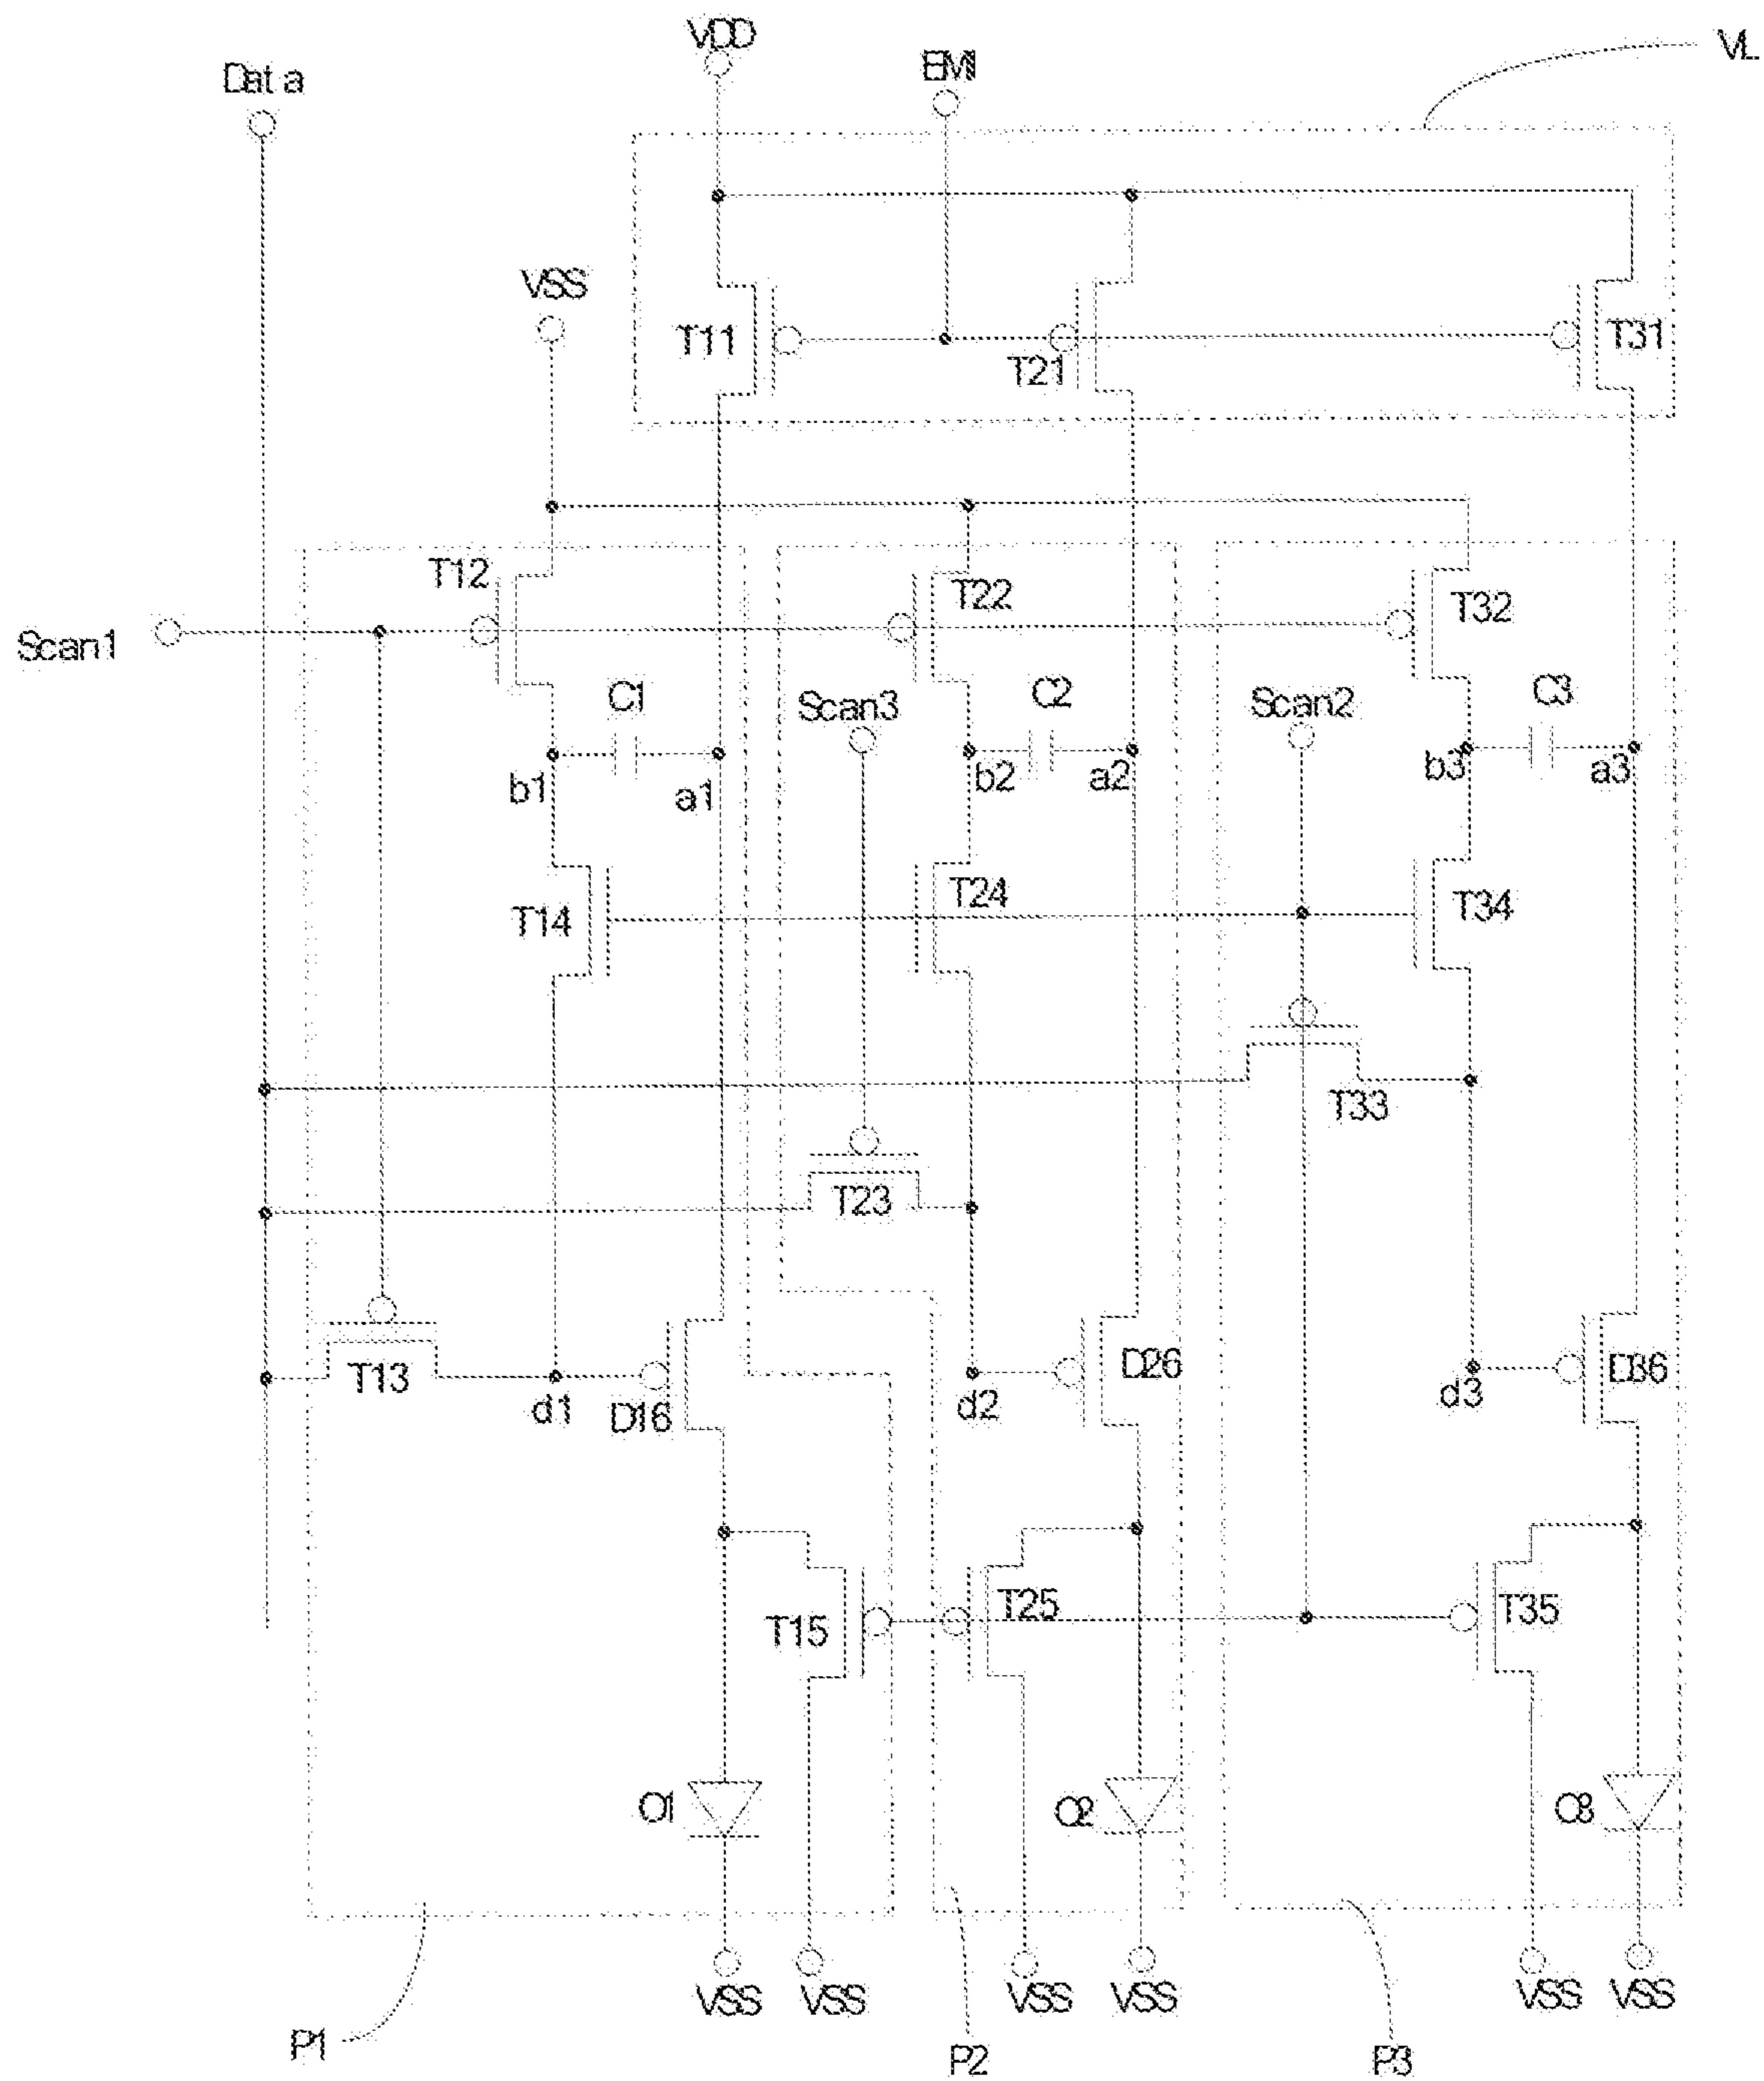 VDD
VL
EMI
Data
VSS
T11
T21
T31
T12
T22
T32
Scan1
C1
Scan3
C2
Scan2
C3
b1
a1
b2
a2
b3
a3
T14
T24
T34
T33
T23
T13
d1
D16
d2
D26
d3
D36
T15
T25
T35
O1
O2
O3
VSS
VSS
VSS
VSS
VSS
VSS
P1
P2
P3